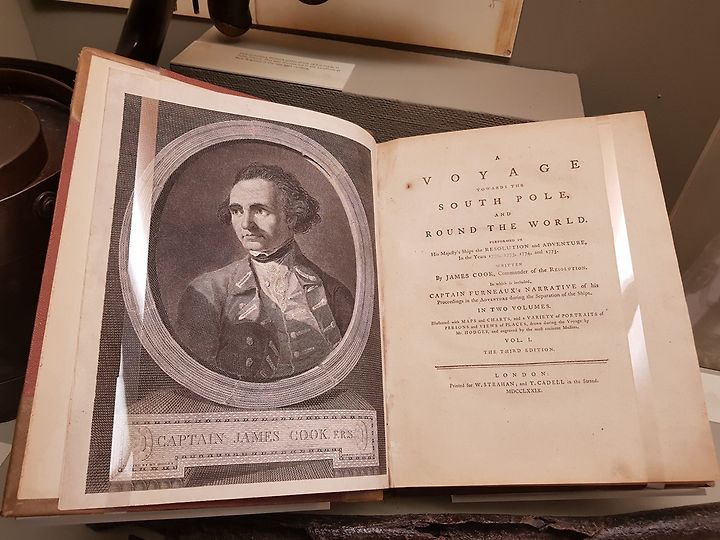 CAPTAIN JAMES COOK, F.R.S.
A
VOYAGE
TOWARDS THE
SOUTH POLE,
AND
ROUND THE WORLD.
PERFORMED IN
His Majesty's Ships the RESOLUTION and ADVENTURE,
In the Years 1772, 1773, 1774, and 1775.
WRITTEN
By JAMES COOK, Commander of the RESOLUTION.
In which is included,
CAPTAIN FURNEAUX's NARRATIVE of his
Proceedings in the ADVENTURE during the Separation of the Ships.
IN TWO VOLUMES.
Illustrated with MAPS and CHARTS, and a VARIETY of PORTRAITS of
PERSONS and VIEWS of PLACES, drawn during the Voyage by
Mr. HODGES, and engraved by the most eminent Masters.
VOL. I.
THE THIRD EDITION.
LONDON:
Printed for W. STRAHAN, and T. CADELL in the Strand.
MDCCLXXIX.